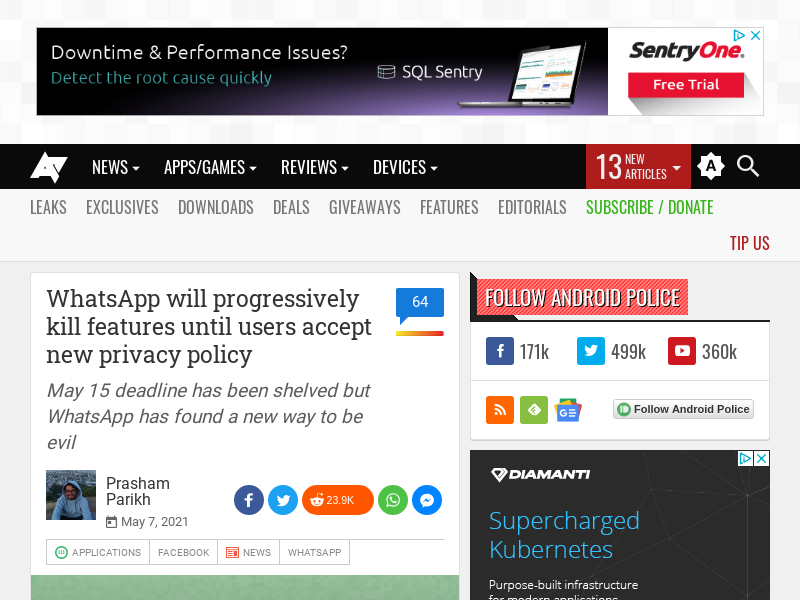 Downtime & Performance Issues?
Detect the root cause quickly
SQL Sentry
SentryOne.
Free Trial
NEWS
APPS/GAMES
REVIEWS
DEVICES
13 NEW ARTICLES
A
LEAKS
EXCLUSIVES
DOWNLOADS
DEALS
GIVEAWAYS
FEATURES
EDITORIALS
SUBSCRIBE / DONATE
TIP US
WhatsApp will progressively
kill features until users accept
new privacy policy
64
May 15 deadline has been shelved but
WhatsApp has found a new way to be
evil
Prasham
Parikh
May 7, 2021
23.9K
APPLICATIONS
FACEBOOK
NEWS
WHATSAPP
FOLLOW ANDROID POLICE
171k
499k
360k
Follow Android Police
DIAMANTI
Supercharged
Kubernetes
Purpose-built infrastructure
for modern applications